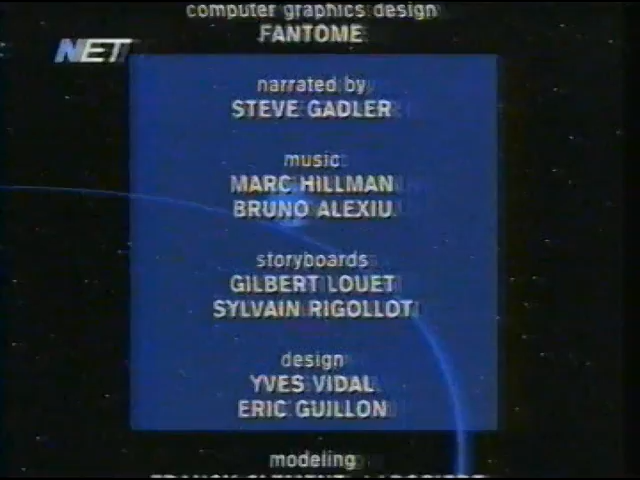 computer graphics design
FANTOME
NET
narrated by
STEVE GADLER
music
MARC HILLMAN
BRUNO ALEXIU
storyboards
GILBERT LOUET
SYLVAIN RIGOLLOT
design
YVES VIDAL
ERIC GUILLON
modeling